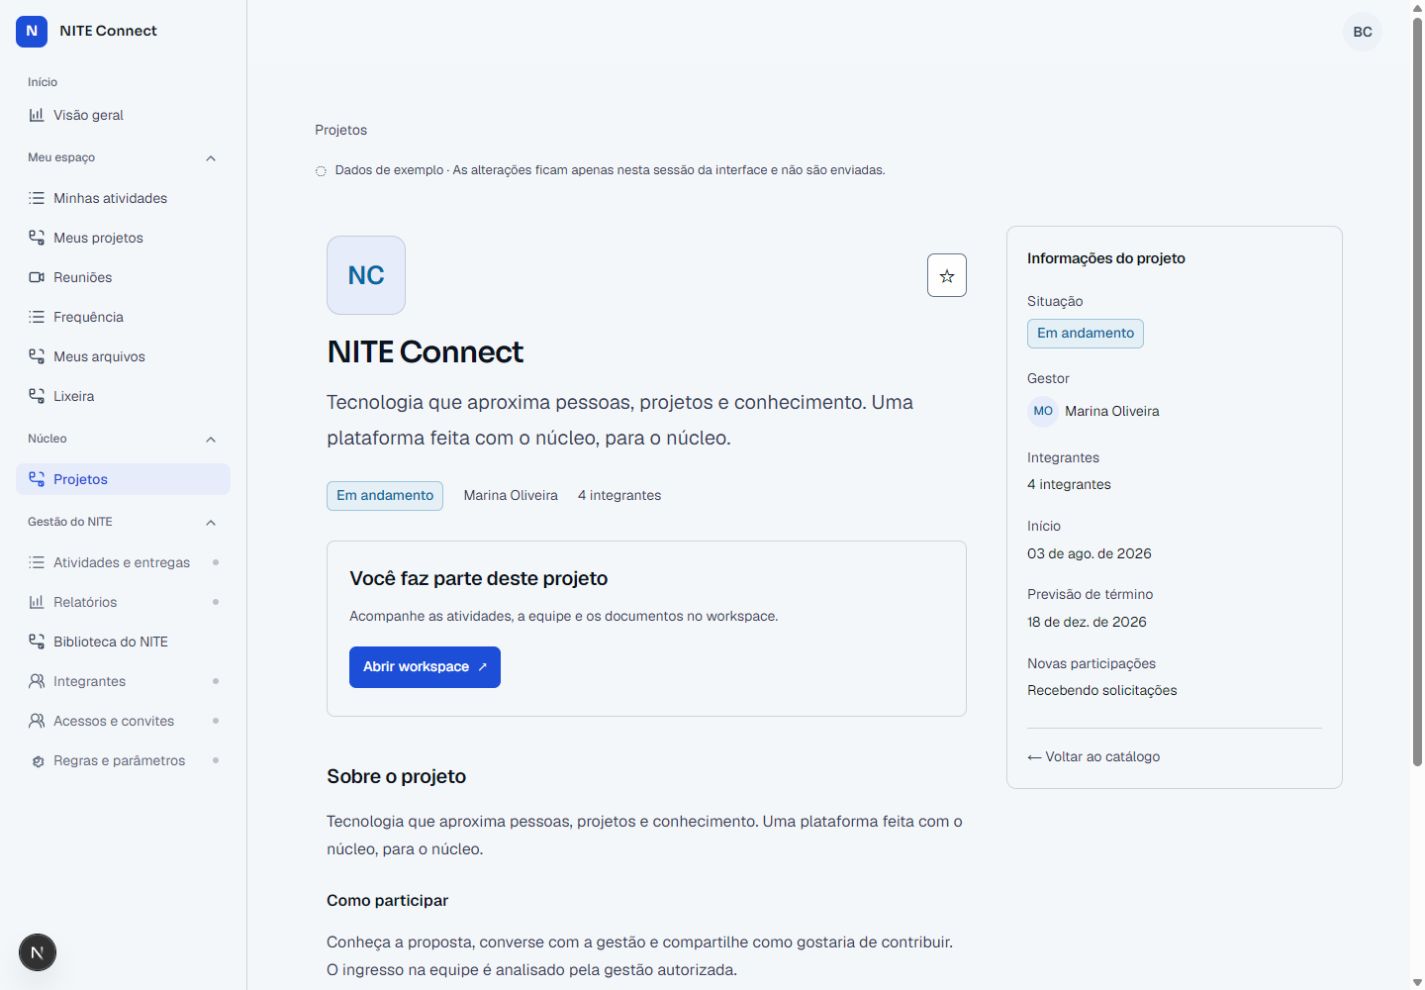 N NITE Connect
BC
Início
Visão geral
Meu espaço
Minhas atividades
Meus projetos
Reuniões
Frequência
Meus arquivos
Lixeira
Núcleo
Projetos
Gestão do NITE
Atividades e entregas
Relatórios
Biblioteca do NITE
Integrantes
Acessos e convites
Regras e parâmetros
N
Projetos
Dados de exemplo · As alterações ficam apenas nesta sessão da interface e não são enviadas.
NC
☆
NITE Connect
Tecnologia que aproxima pessoas, projetos e conhecimento. Uma
plataforma feita com o núcleo, para o núcleo.
Em andamento Marina Oliveira 4 integrantes
Você faz parte deste projeto
Acompanhe as atividades, a equipe e os documentos no workspace.
Abrir workspace ↗
Sobre o projeto
Tecnologia que aproxima pessoas, projetos e conhecimento. Uma plataforma feita com o
núcleo, para o núcleo.
Como participar
Conheça a proposta, converse com a gestão e compartilhe como gostaria de contribuir.
O ingresso na equipe é analisado pela gestão autorizada.
Informações do projeto
Situação
Em andamento
Gestor
MO Marina Oliveira
Integrantes
4 integrantes
Início
03 de ago. de 2026
Previsão de término
18 de dez. de 2026
Novas participações
Recebendo solicitações
← Voltar ao catálogo